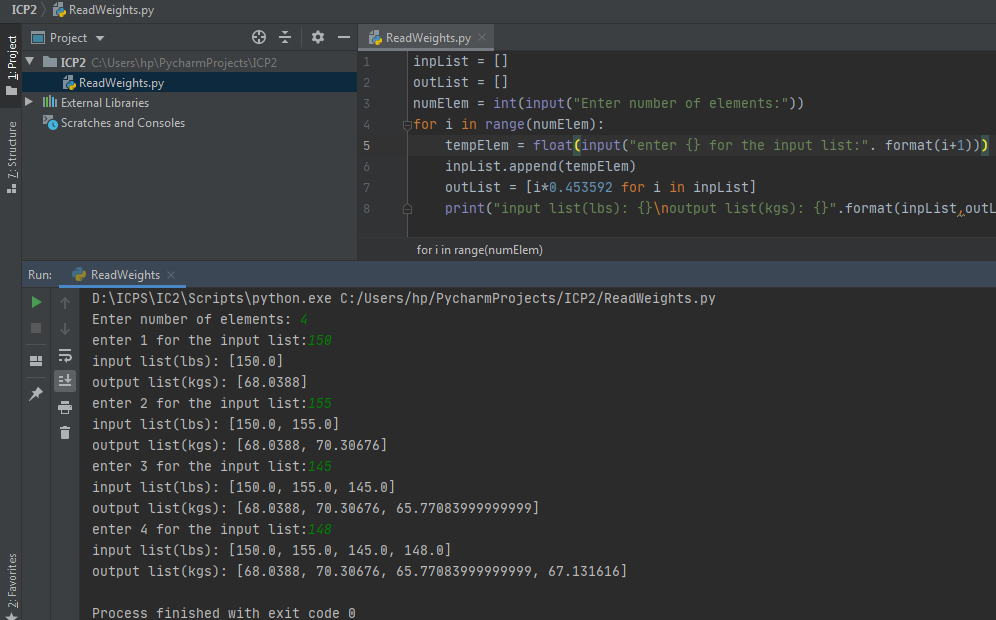 ICP2 ReadWeights.py
1: Project
Project
ReadWeights.py
ICP2 C:\Users\hp\PycharmProjects\ICP2
ReadWeights.py
External Libraries
Scratches and Consoles
7: Structure
2: Favorites
1 inpList = []
2 outList = []
3 numElem = int(input("Enter number of elements:"))
4 for i in range(numElem):
5 tempElem = float(input("enter {} for the input list:". format(i+1)))
6 inpList.append(tempElem)
7 outList = [i*0.453592 for i in inpList]
8 print("input list(lbs): {}\noutput list(kgs): {}".format(inpList,outL
for i in range(numElem)
Run: ReadWeights
D:\ICPS\IC2\Scripts\python.exe C:/Users/hp/PycharmProjects/ICP2/ReadWeights.py
Enter number of elements: 4
enter 1 for the input list:150
input list(lbs): [150.0]
output list(kgs): [68.0388]
enter 2 for the input list:155
input list(lbs): [150.0, 155.0]
output list(kgs): [68.0388, 70.30676]
enter 3 for the input list:145
input list(lbs): [150.0, 155.0, 145.0]
output list(kgs): [68.0388, 70.30676, 65.77083999999999]
enter 4 for the input list:148
input list(lbs): [150.0, 155.0, 145.0, 148.0]
output list(kgs): [68.0388, 70.30676, 65.77083999999999, 67.131616]
Process finished with exit code 0